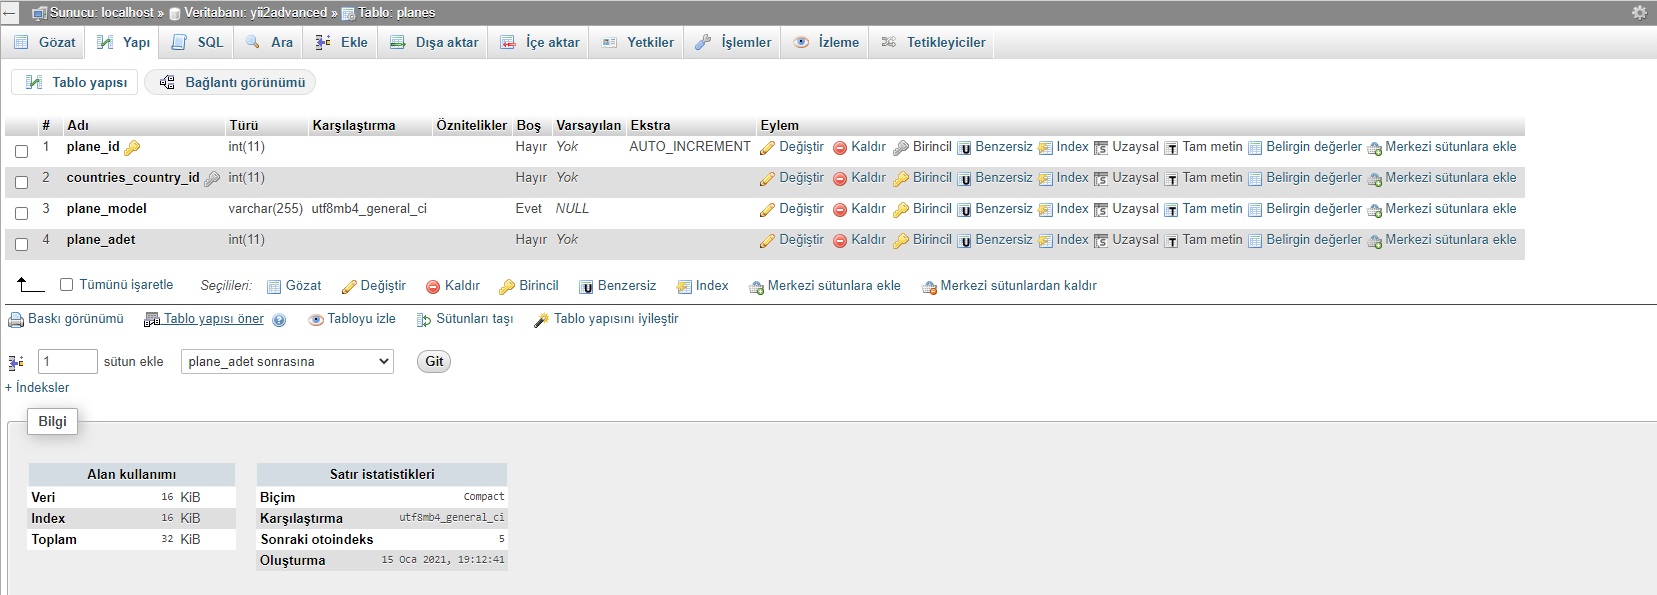 Sunucu: localhost » Veritabanı: yii2advanced » Tablo: planes
Gözat Yapı SQL Ara Ekle Dışa aktar İçe aktar Yetkiler İşlemler İzleme Tetikleyiciler
Tablo yapısı Bağlantı görünümü
# Adı Türü Karşılaştırma Öznitelikler Boş Varsayılan Ekstra Eylem
1 plane_id int(11) Hayır Yok AUTO_INCREMENT Değiştir Kaldır Birincil Benzersiz Index Uzaysal Tam metin Belirgin değerler Merkezi sütunlara ekle
2 countries_country_id int(11) Hayır Yok Değiştir Kaldır Birincil Benzersiz Index Uzaysal Tam metin Belirgin değerler Merkezi sütunlara ekle
3 plane_model varchar(255) utf8mb4_general_ci Evet NULL Değiştir Kaldır Birincil Benzersiz Index Uzaysal Tam metin Belirgin değerler Merkezi sütunlara ekle
4 plane_adet int(11) Hayır Yok Değiştir Kaldır Birincil Benzersiz Index Uzaysal Tam metin Belirgin değerler Merkezi sütunlara ekle
Tümünü işaretle Seçilileri: Gözat Değiştir Kaldır Birincil Benzersiz Index Merkezi sütunlara ekle Merkezi sütunlardan kaldır
Baskı görünümü Tablo yapısı öner Tabloyu izle Sütunları taşı Tablo yapısını iyileştir
1 sütun ekle plane_adet sonrasına Git
+ İndeksler
Bilgi
Alan kullanımı
Veri 16 KiB
Index 16 KiB
Toplam 32 KiB
Satır istatistikleri
Biçim Compact
Karşılaştırma utf8mb4_general_ci
Sonraki otoindeks 5
Oluşturma 15 Oca 2021, 19:12:41